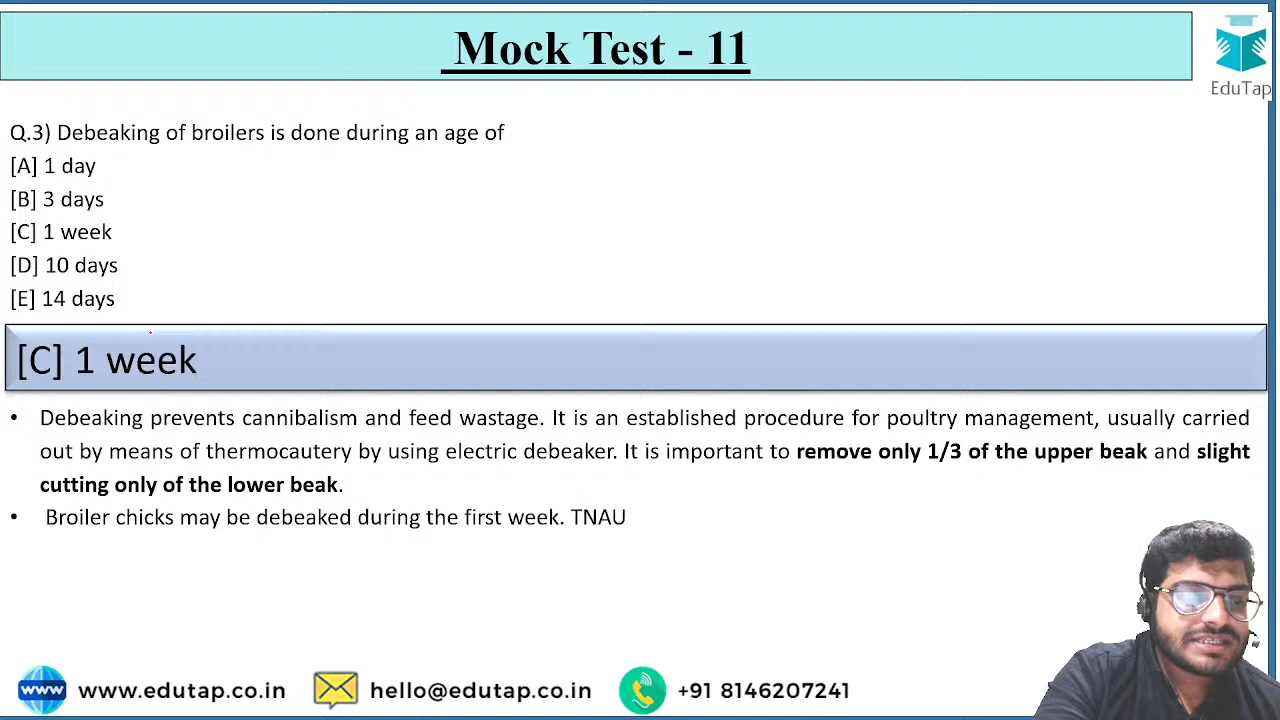 Mock Test - 11
EduTap
Q.3) Debeaking of broilers is done during an age of
[A] 1 day
[B] 3 days
[C] 1 week
[D] 10 days
[E] 14 days
[C] 1 week
• Debeaking prevents cannibalism and feed wastage. It is an established procedure for poultry management, usually carried
out by means of thermocautery by using electric debeaker. It is important to remove only 1/3 of the upper beak and slight
cutting only of the lower beak.
• Broiler chicks may be debeaked during the first week. TNAU
www www.edutap.co.in hello@edutap.co.in +91 8146207241